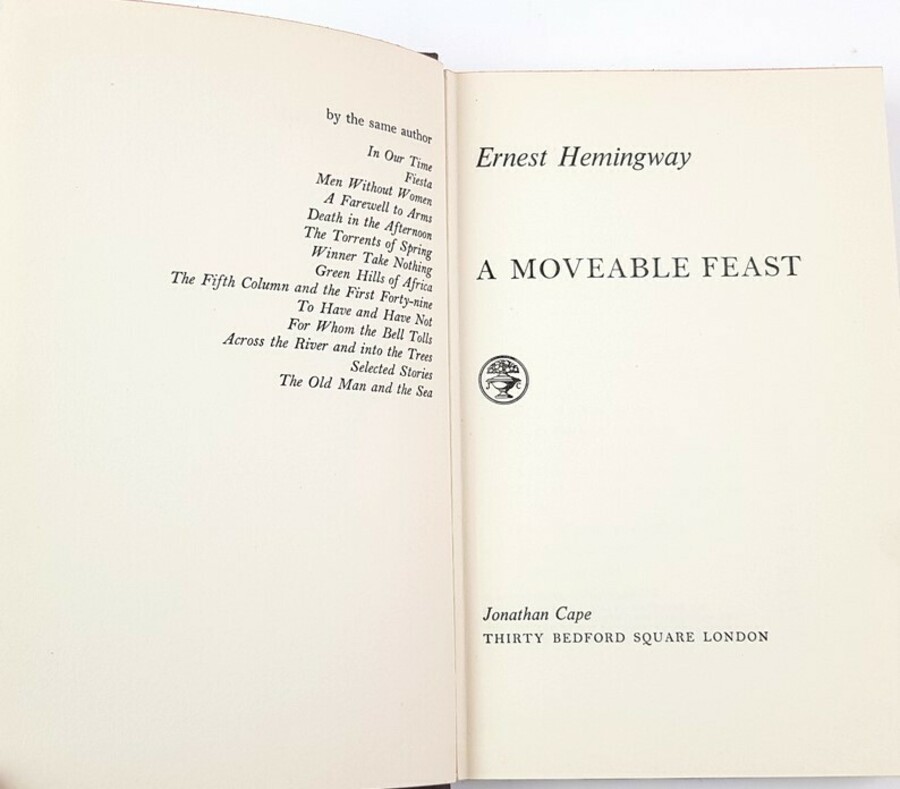 by the same author
In Our Time
Fiesta
Men Without Women
A Farewell to Arms
Death in the Afternoon
The Torrents of Spring
Winner Take Nothing
Green Hills of Africa
The Fifth Column and the First Forty-nine
To Have and Have Not
For Whom the Bell Tolls
Across the River and into the Trees
Selected Stories
The Old Man and the Sea
Ernest Hemingway
A MOVEABLE FEAST
J C
Jonathan Cape
THIRTY BEDFORD SQUARE LONDON